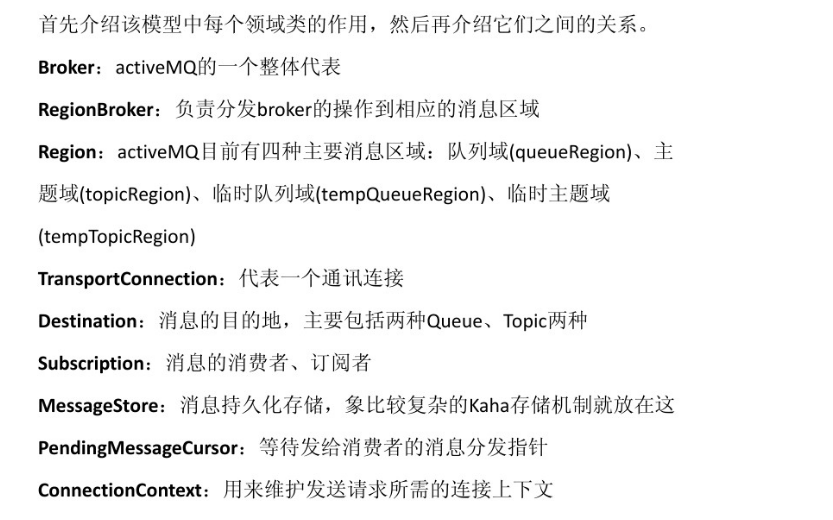 首先介绍该模型中每个领域类的作用，然后再介绍它们之间的关系。
Broker：activeMQ的一个整体代表
RegionBroker：负责分发broker的操作到相应的消息区域
Region：activeMQ目前有四种主要消息区域：队列域(queueRegion)、主
题域(topicRegion)、临时队列域(tempQueueRegion)、临时主题域
(tempTopicRegion)
TransportConnection：代表一个通讯连接
Destination：消息的目的地，主要包括两种Queue、Topic两种
Subscription：消息的消费者、订阅者
MessageStore：消息持久化存储，象比较复杂的Kaha存储机制就放在这
PendingMessageCursor：等待发给消费者的消息分发指针
ConnectionContext：用来维护发送请求所需的连接上下文